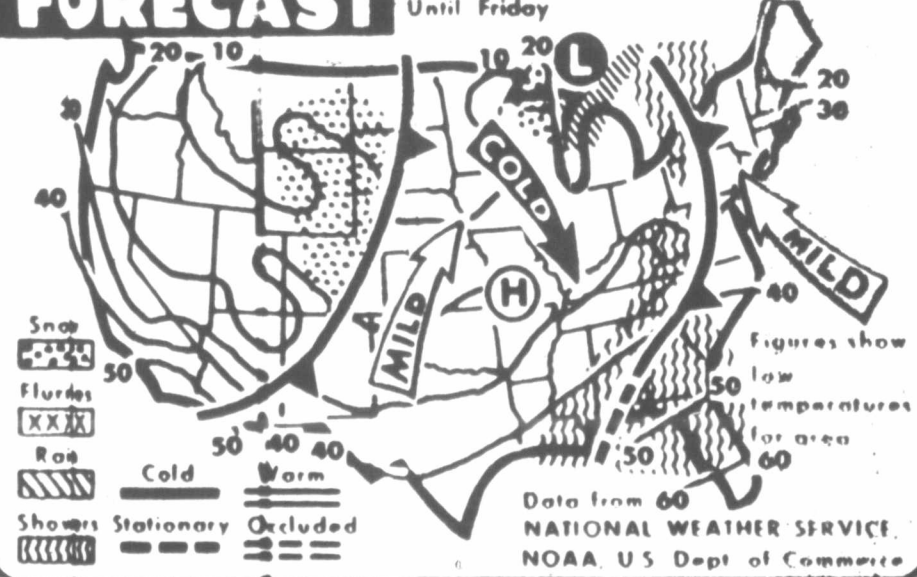 FORECAST
Until Friday
20 10
10 20 L
20
30
30
40
COLD
MILD
MILD
H
40
Snow
50
Flurries
Rain
Showers
Cold
Warm
Stationary
Occluded
50 40 40
50
50
60
60
Figures show
low
temperatures
for area
Data from
NATIONAL WEATHER SERVICE,
NOAA, U.S. Dept of Commerce